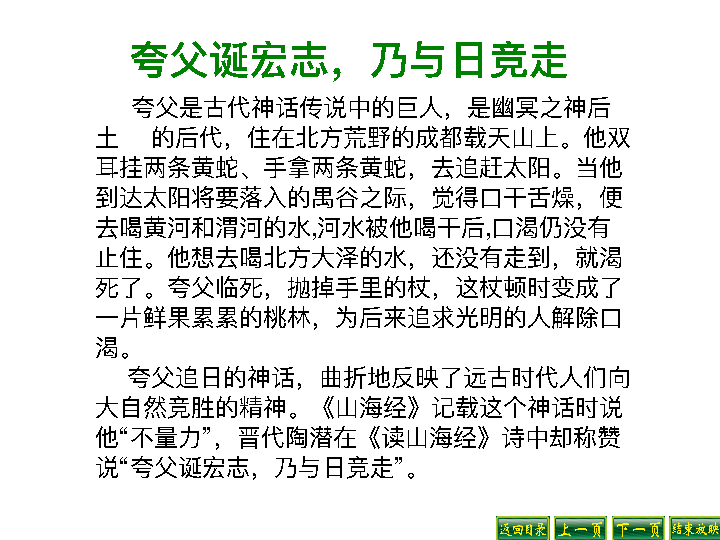 夸父诞宏志，乃与日竞走
夸父是古代神话传说中的巨人，是幽冥之神后
土　的后代，住在北方荒野的成都载天山上。他双
耳挂两条黄蛇、手拿两条黄蛇，去追赶太阳。当他
到达太阳将要落入的禺谷之际，觉得口干舌燥，便
去喝黄河和渭河的水,河水被他喝干后,口渴仍没有
止住。他想去喝北方大泽的水，还没有走到，就渴
死了。夸父临死，抛掉手里的杖，这杖顿时变成了
一片鲜果累累的桃林，为后来追求光明的人解除口
渴。
夸父追日的神话，曲折地反映了远古时代人们向
大自然竞胜的精神。《山海经》记载这个神话时说
他“不量力”，晋代陶潜在《读山海经》诗中却称赞
说“夸父诞宏志，乃与日竞走”。
返回目录 上一页 下一页 结束放映